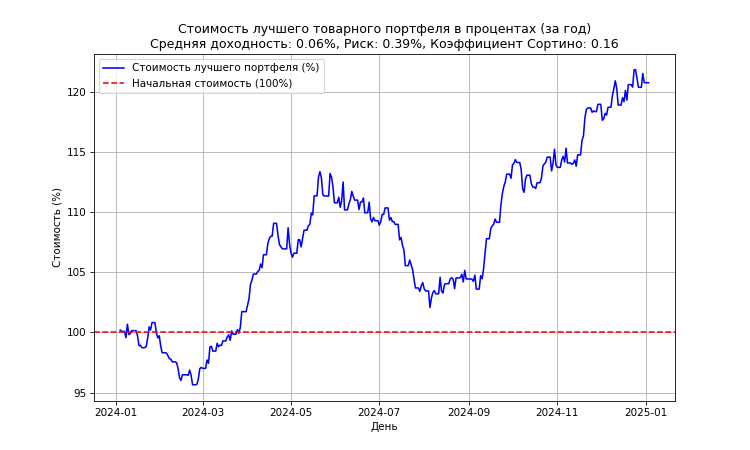 Стоимость лучшего товарного портфеля в процентах (за год)
Средняя доходность: 0.06%, Риск: 0.39%, Коэффициент Сортино: 0.16
Стоимость лучшего портфеля (%)
Начальная стоимость (100%)
Стоимость (%)
120
115
110
105
100
95
2024-01 2024-03 2024-05 2024-07 2024-09 2024-11 2025-01
День